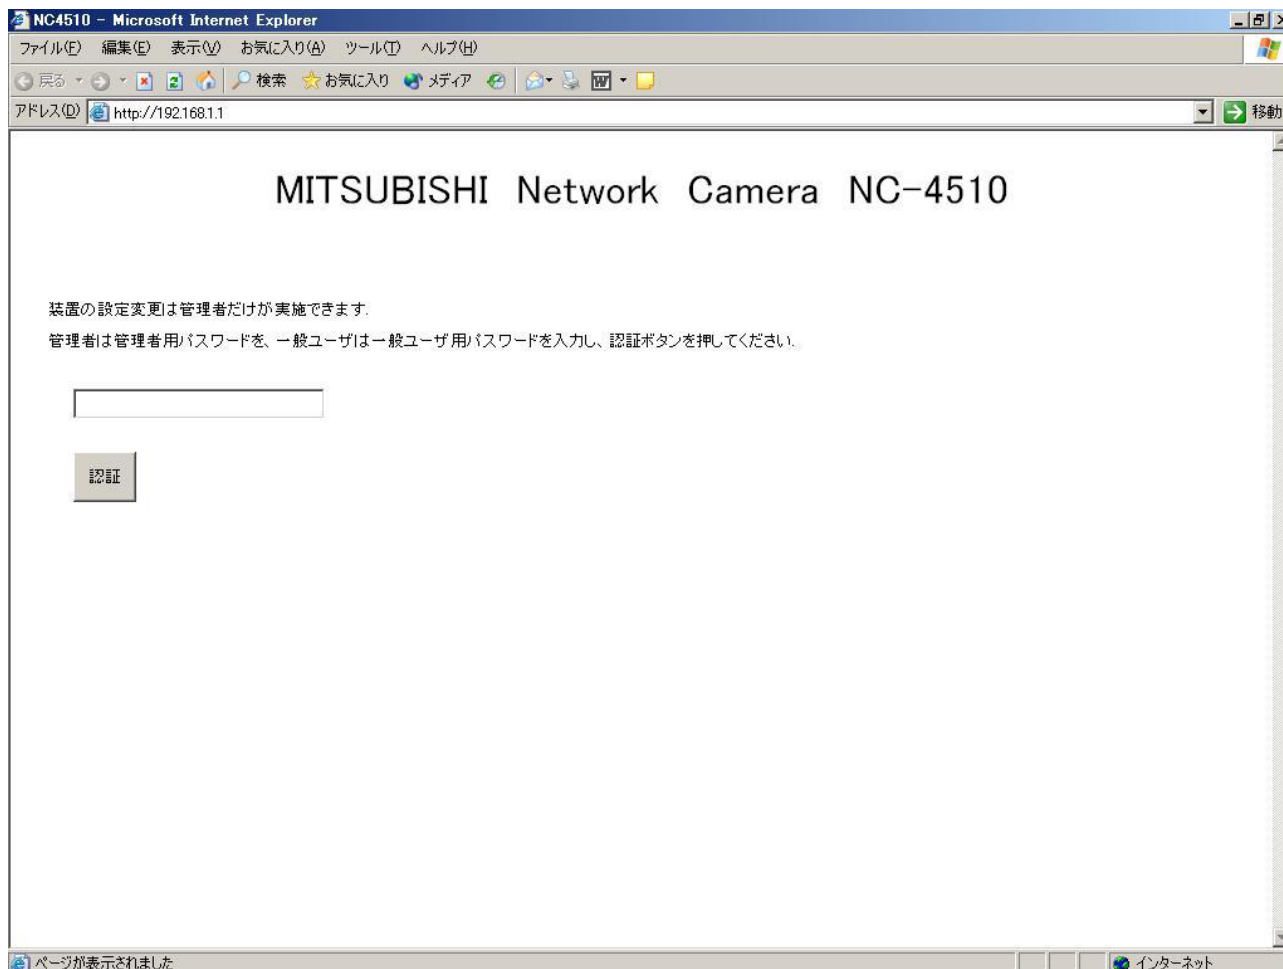 NC4510 - Microsoft Internet Explorer
ファイル(F) 編集(E) 表示(V) お気に入り(A) ツール(T) ヘルプ(H)
戻る 検索 お気に入り メディア
アドレス(D) http://192.168.1.1 移動
MITSUBISHI Network Camera NC-4510
装置の設定変更は管理者だけが実施できます.
管理者は管理者用パスワードを、一般ユーザは一般ユーザ用パスワードを入力し、認証ボタンを押してください.
認証
ページが表示されました インターネット